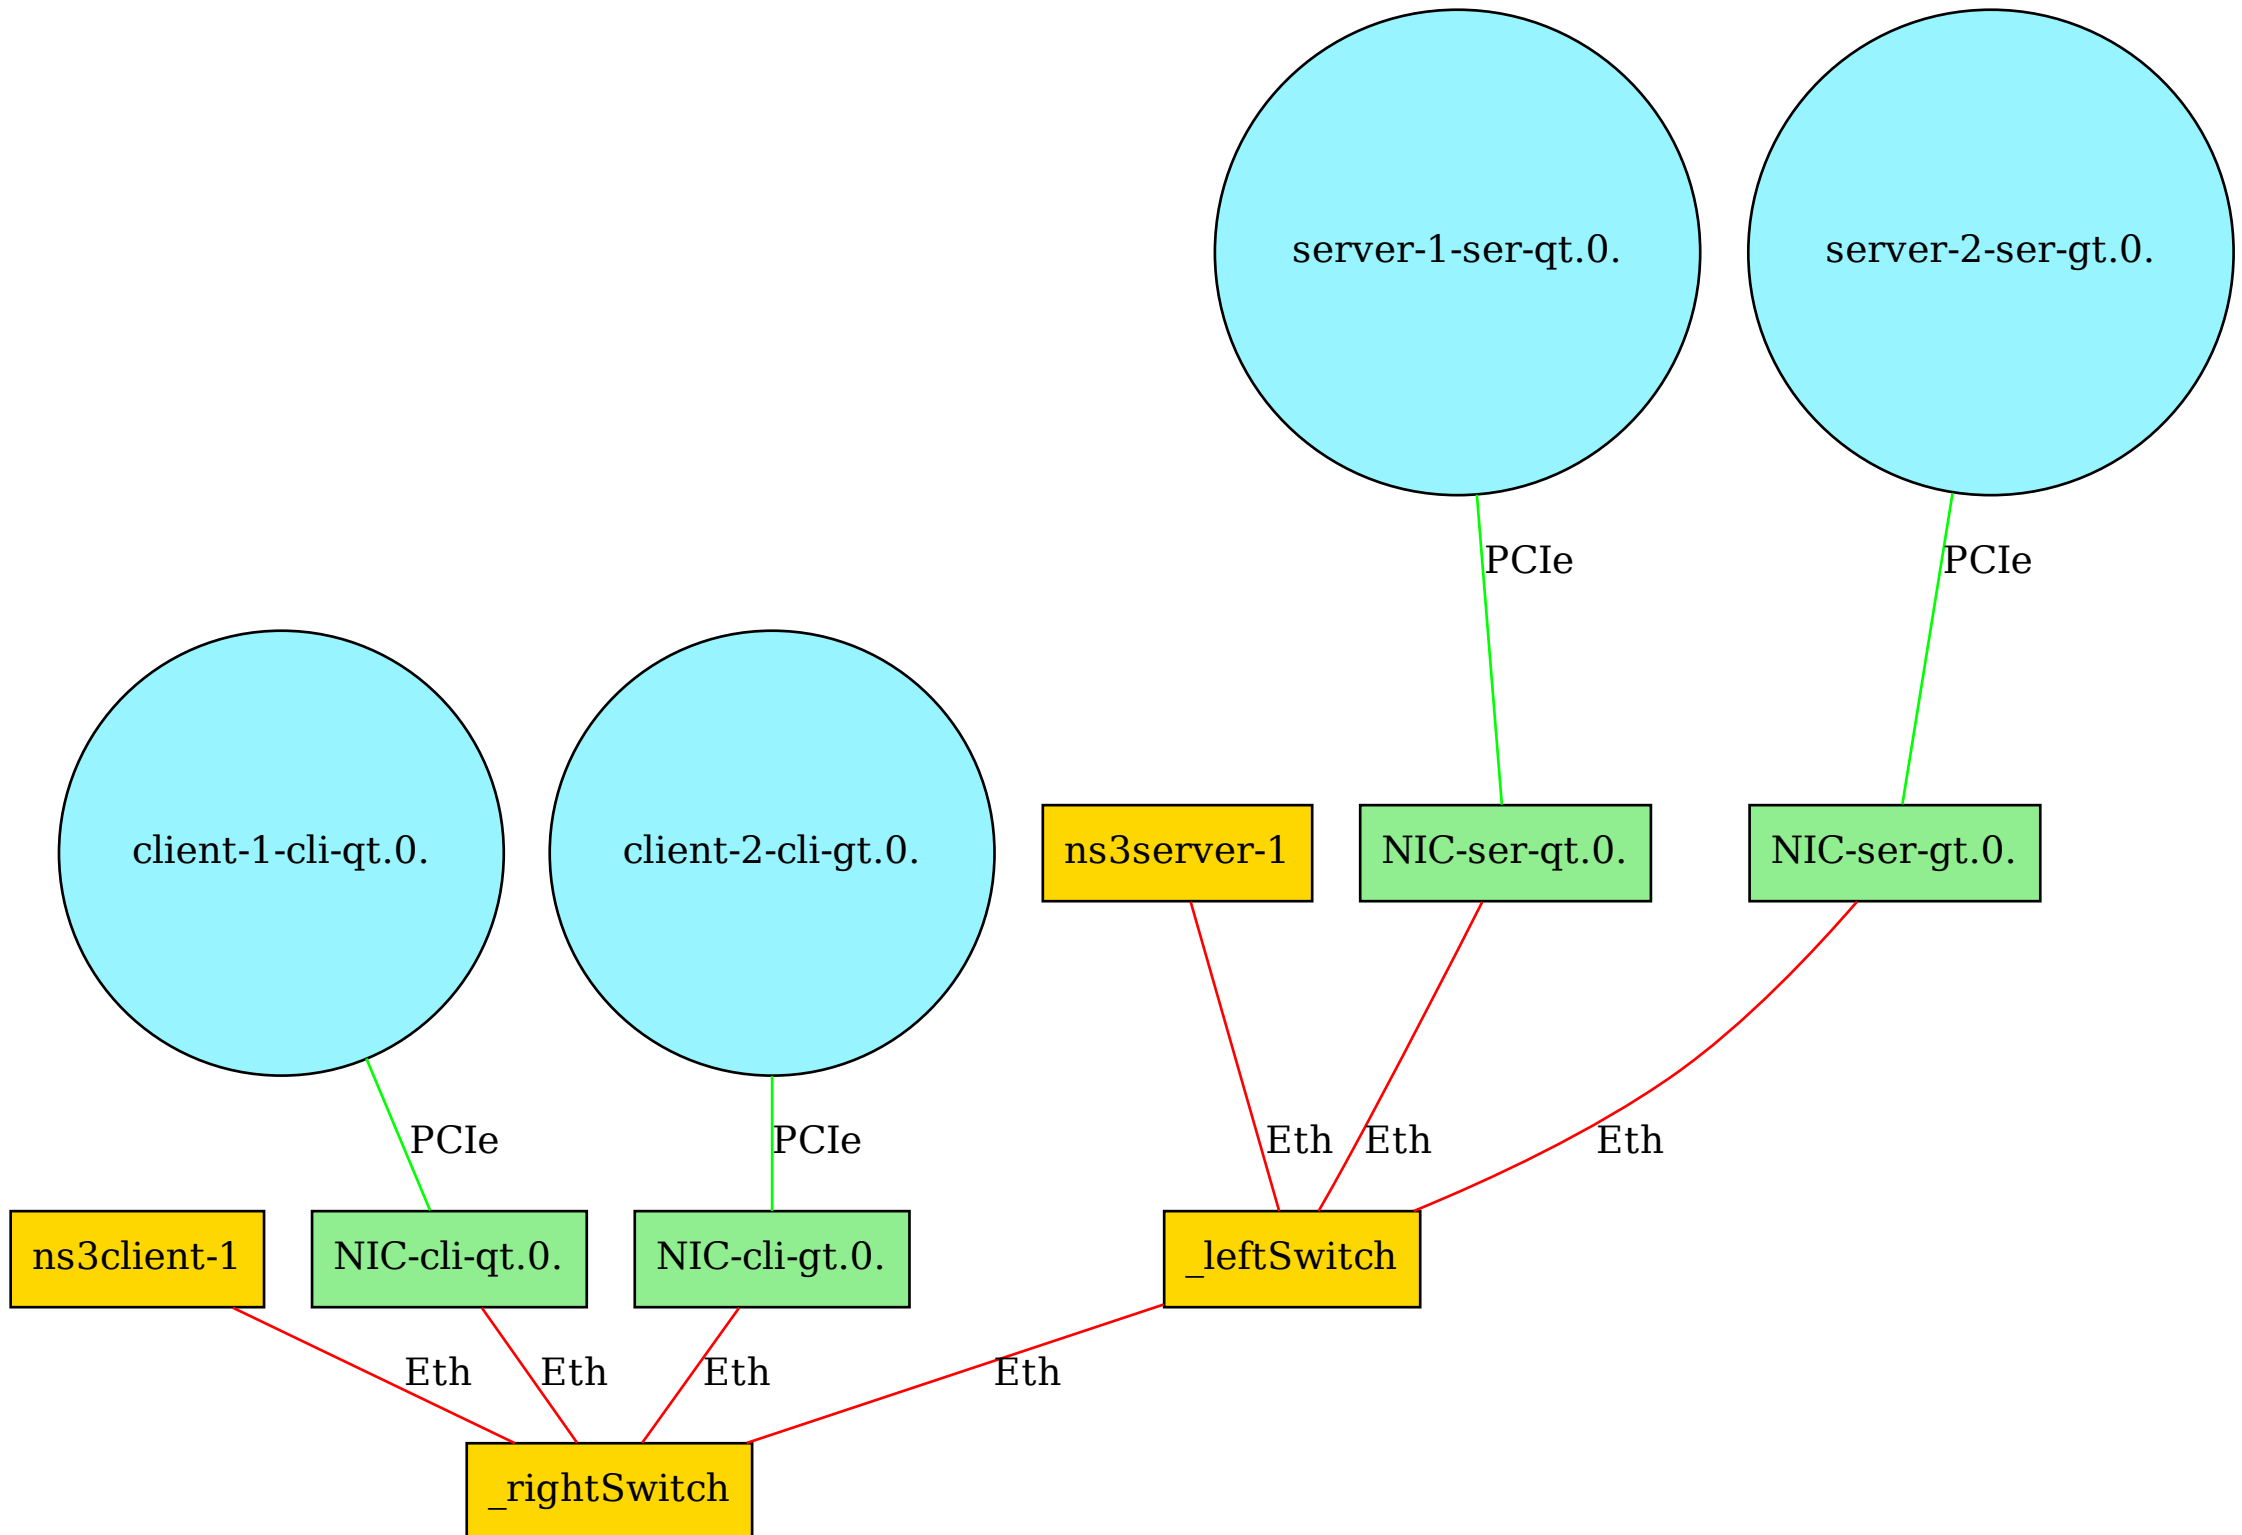 server-1-ser-qt.0.
server-2-ser-gt.0.
PCIe
PCIe
client-1-cli-qt.0.
client-2-cli-gt.0.
ns3server-1
NIC-ser-qt.0.
NIC-ser-gt.0.
PCIe
PCIe
Eth
Eth
Eth
ns3client-1
NIC-cli-qt.0.
NIC-cli-gt.0.
_leftSwitch
Eth
Eth
Eth
Eth
_rightSwitch